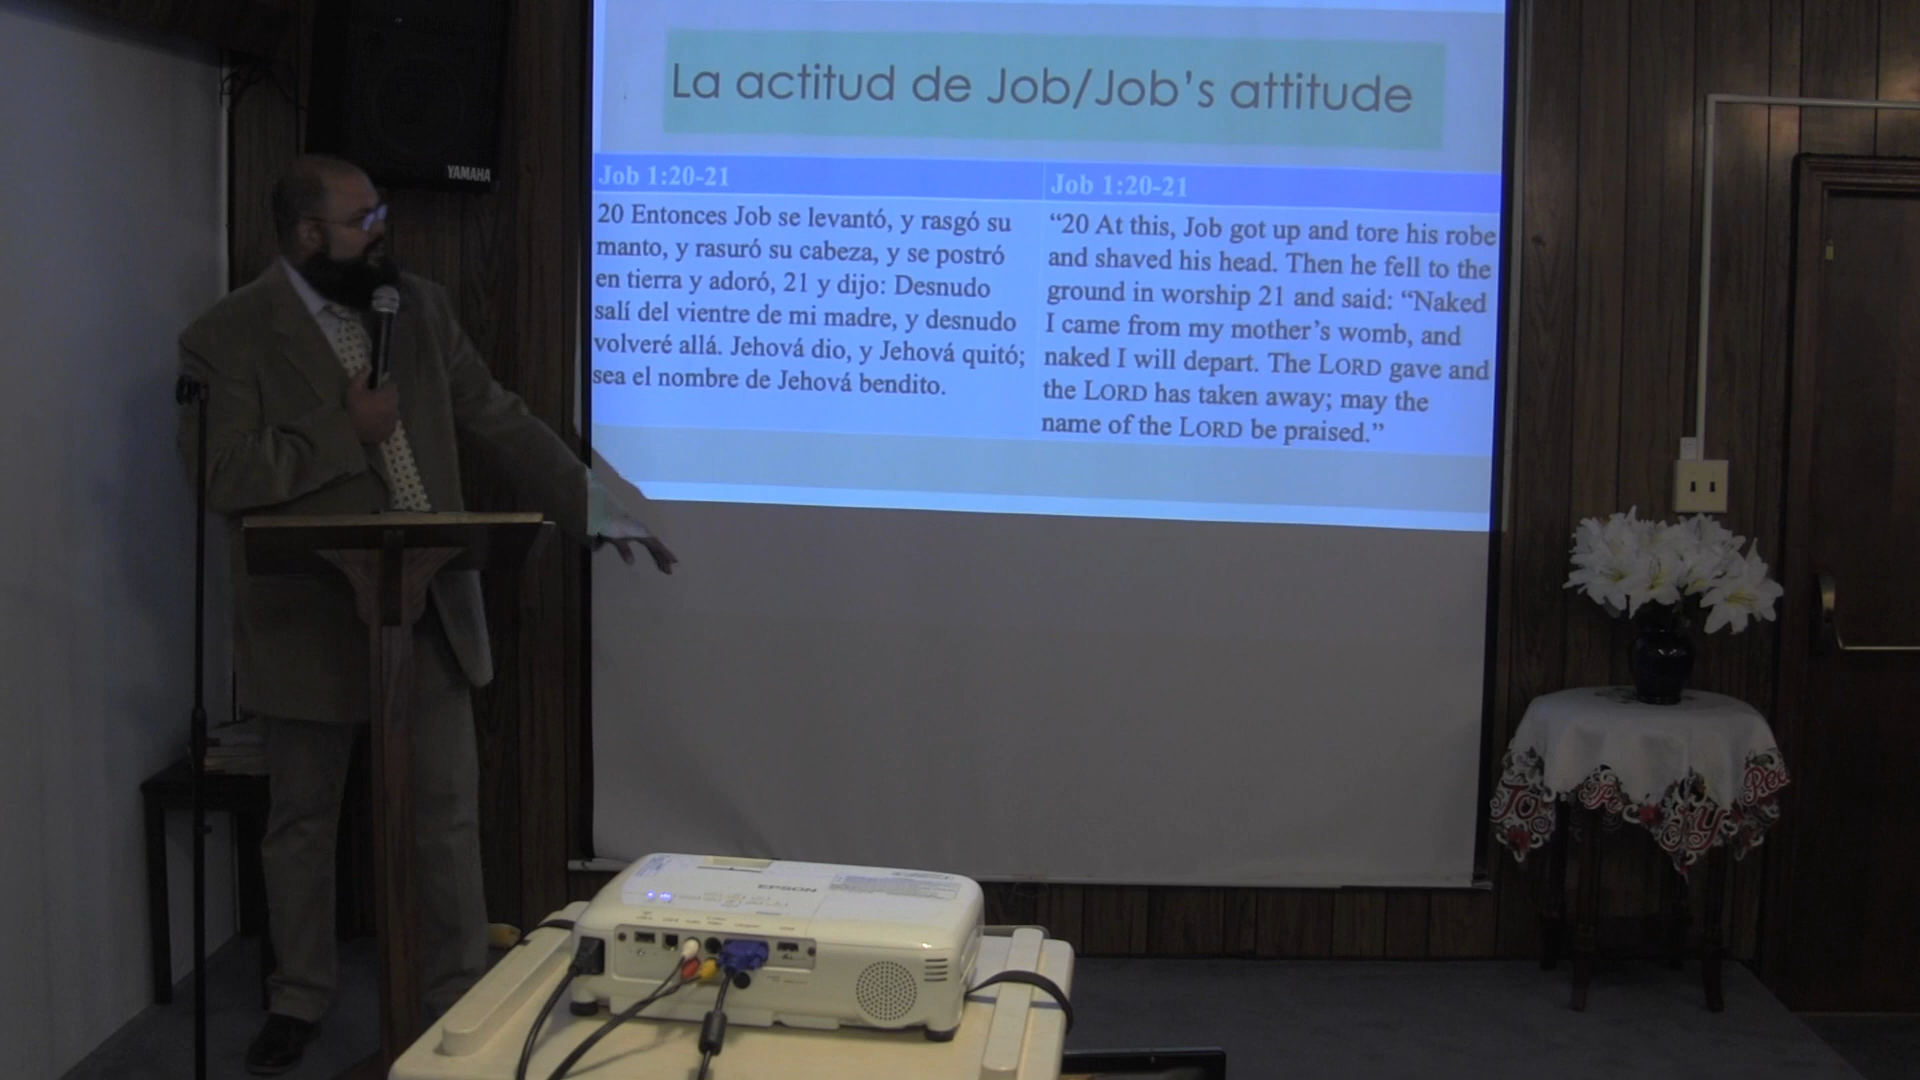 YAMAHA
La actitud de Job/Job's attitude
Job 1:20-21
20 Entonces Job se levantó, y rasgó su
manto, y rasuró su cabeza, y se postró
en tierra y adoró, 21 y dijo: Desnudo
salí del vientre de mi madre, y desnudo
volveré allá. Jehová dio, y Jehová quitó;
sea el nombre de Jehová bendito.
Job 1:20-21
“20 At this, Job got up and tore his robe
and shaved his head. Then he fell to the
ground in worship 21 and said: “Naked
I came from my mother’s womb, and
naked I will depart. The LORD gave and
the LORD has taken away; may the
name of the LORD be praised.”
EPSON
Joy